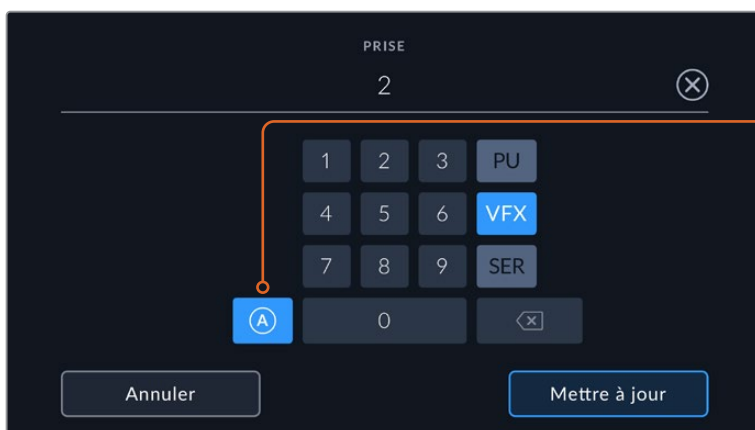 PRISE
2
1 2 3 PU
4 5 6 VFX
7 8 9 SER
A 0
Annuler Mettre à jour